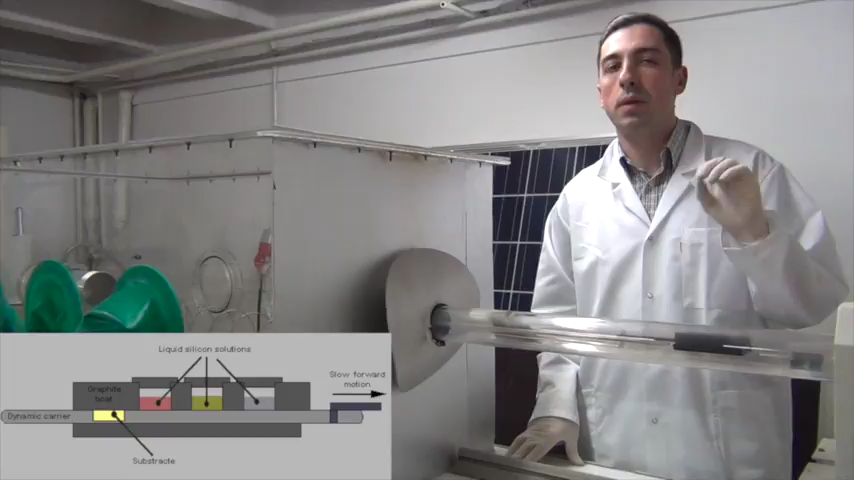 Liquid silicon solutions
Slow forward
motion
Graphite
boat
Dynamic carrier
Substracte